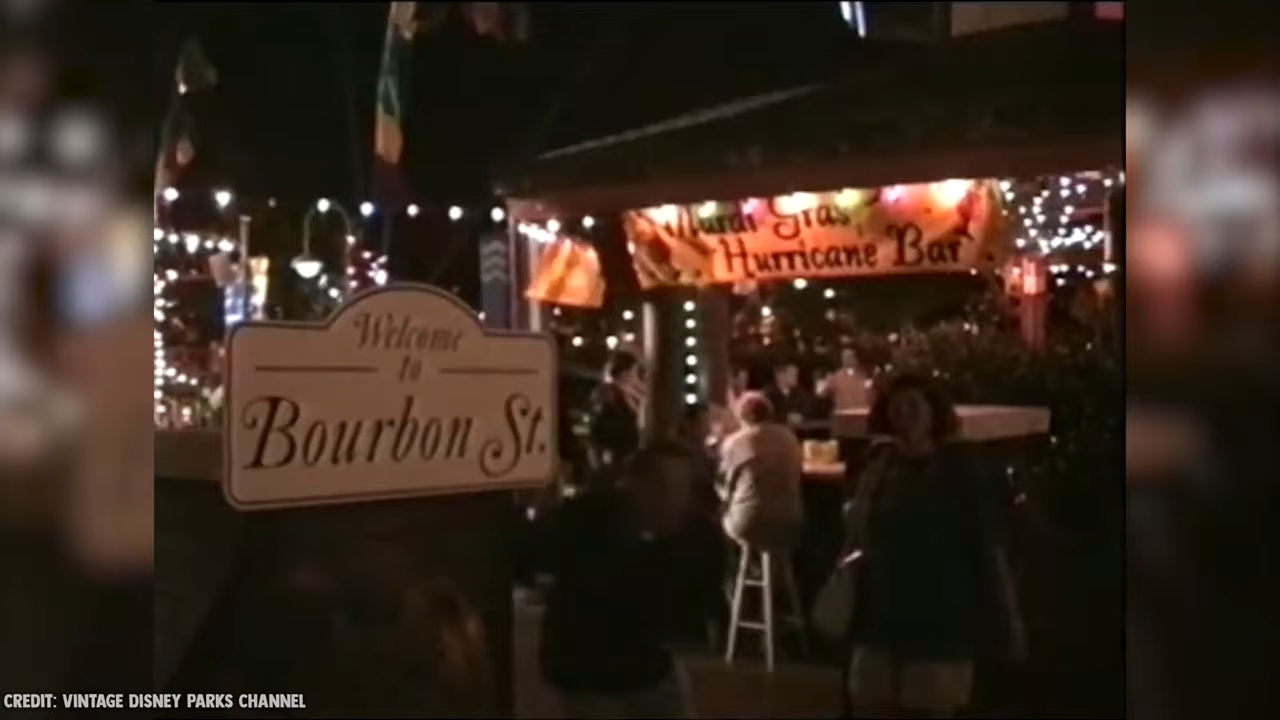 Mardi Gras
Hurricane Bar
Welcome
to
Bourbon St.
CREDIT: VINTAGE DISNEY PARKS CHANNEL